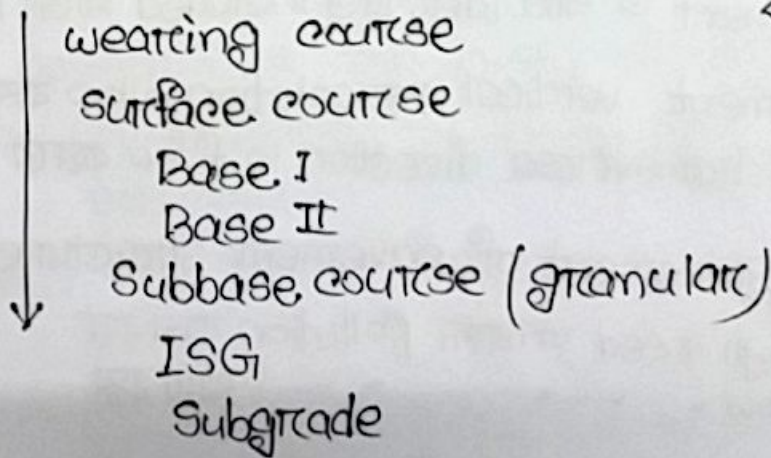 wearing course
surface course
Base I
Base II
Subbase course (granular)
ISG
Subgrade